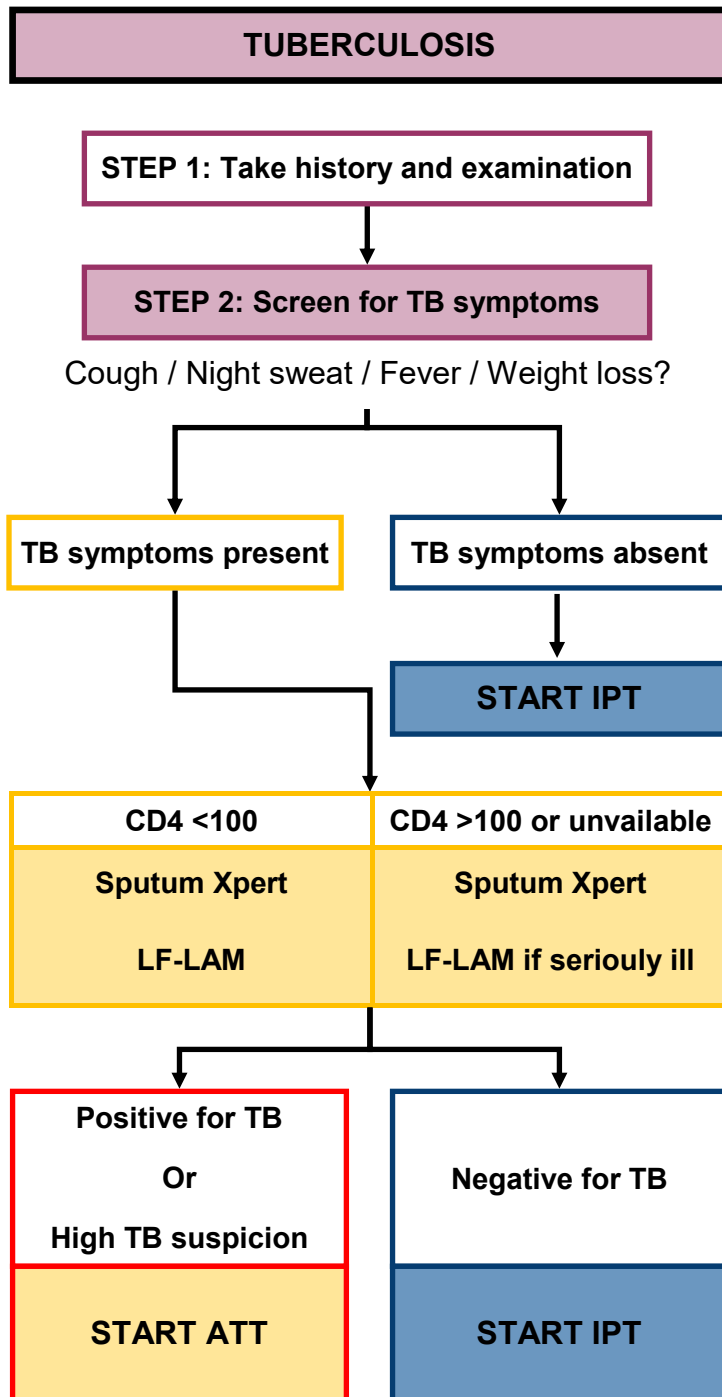 TUBERCULOSIS
STEP 1: Take history and examination
STEP 2: Screen for TB symptoms
Cough / Night sweat / Fever / Weight loss?
TB symptoms present
TB symptoms absent
START IPT
CD4 <100
CD4 >100 or unvailable
Sputum Xpert
LF-LAM
Sputum Xpert
LF-LAM if seriouly ill
Positive for TB
Or
High TB suspicion
START ATT
Negative for TB
START IPT